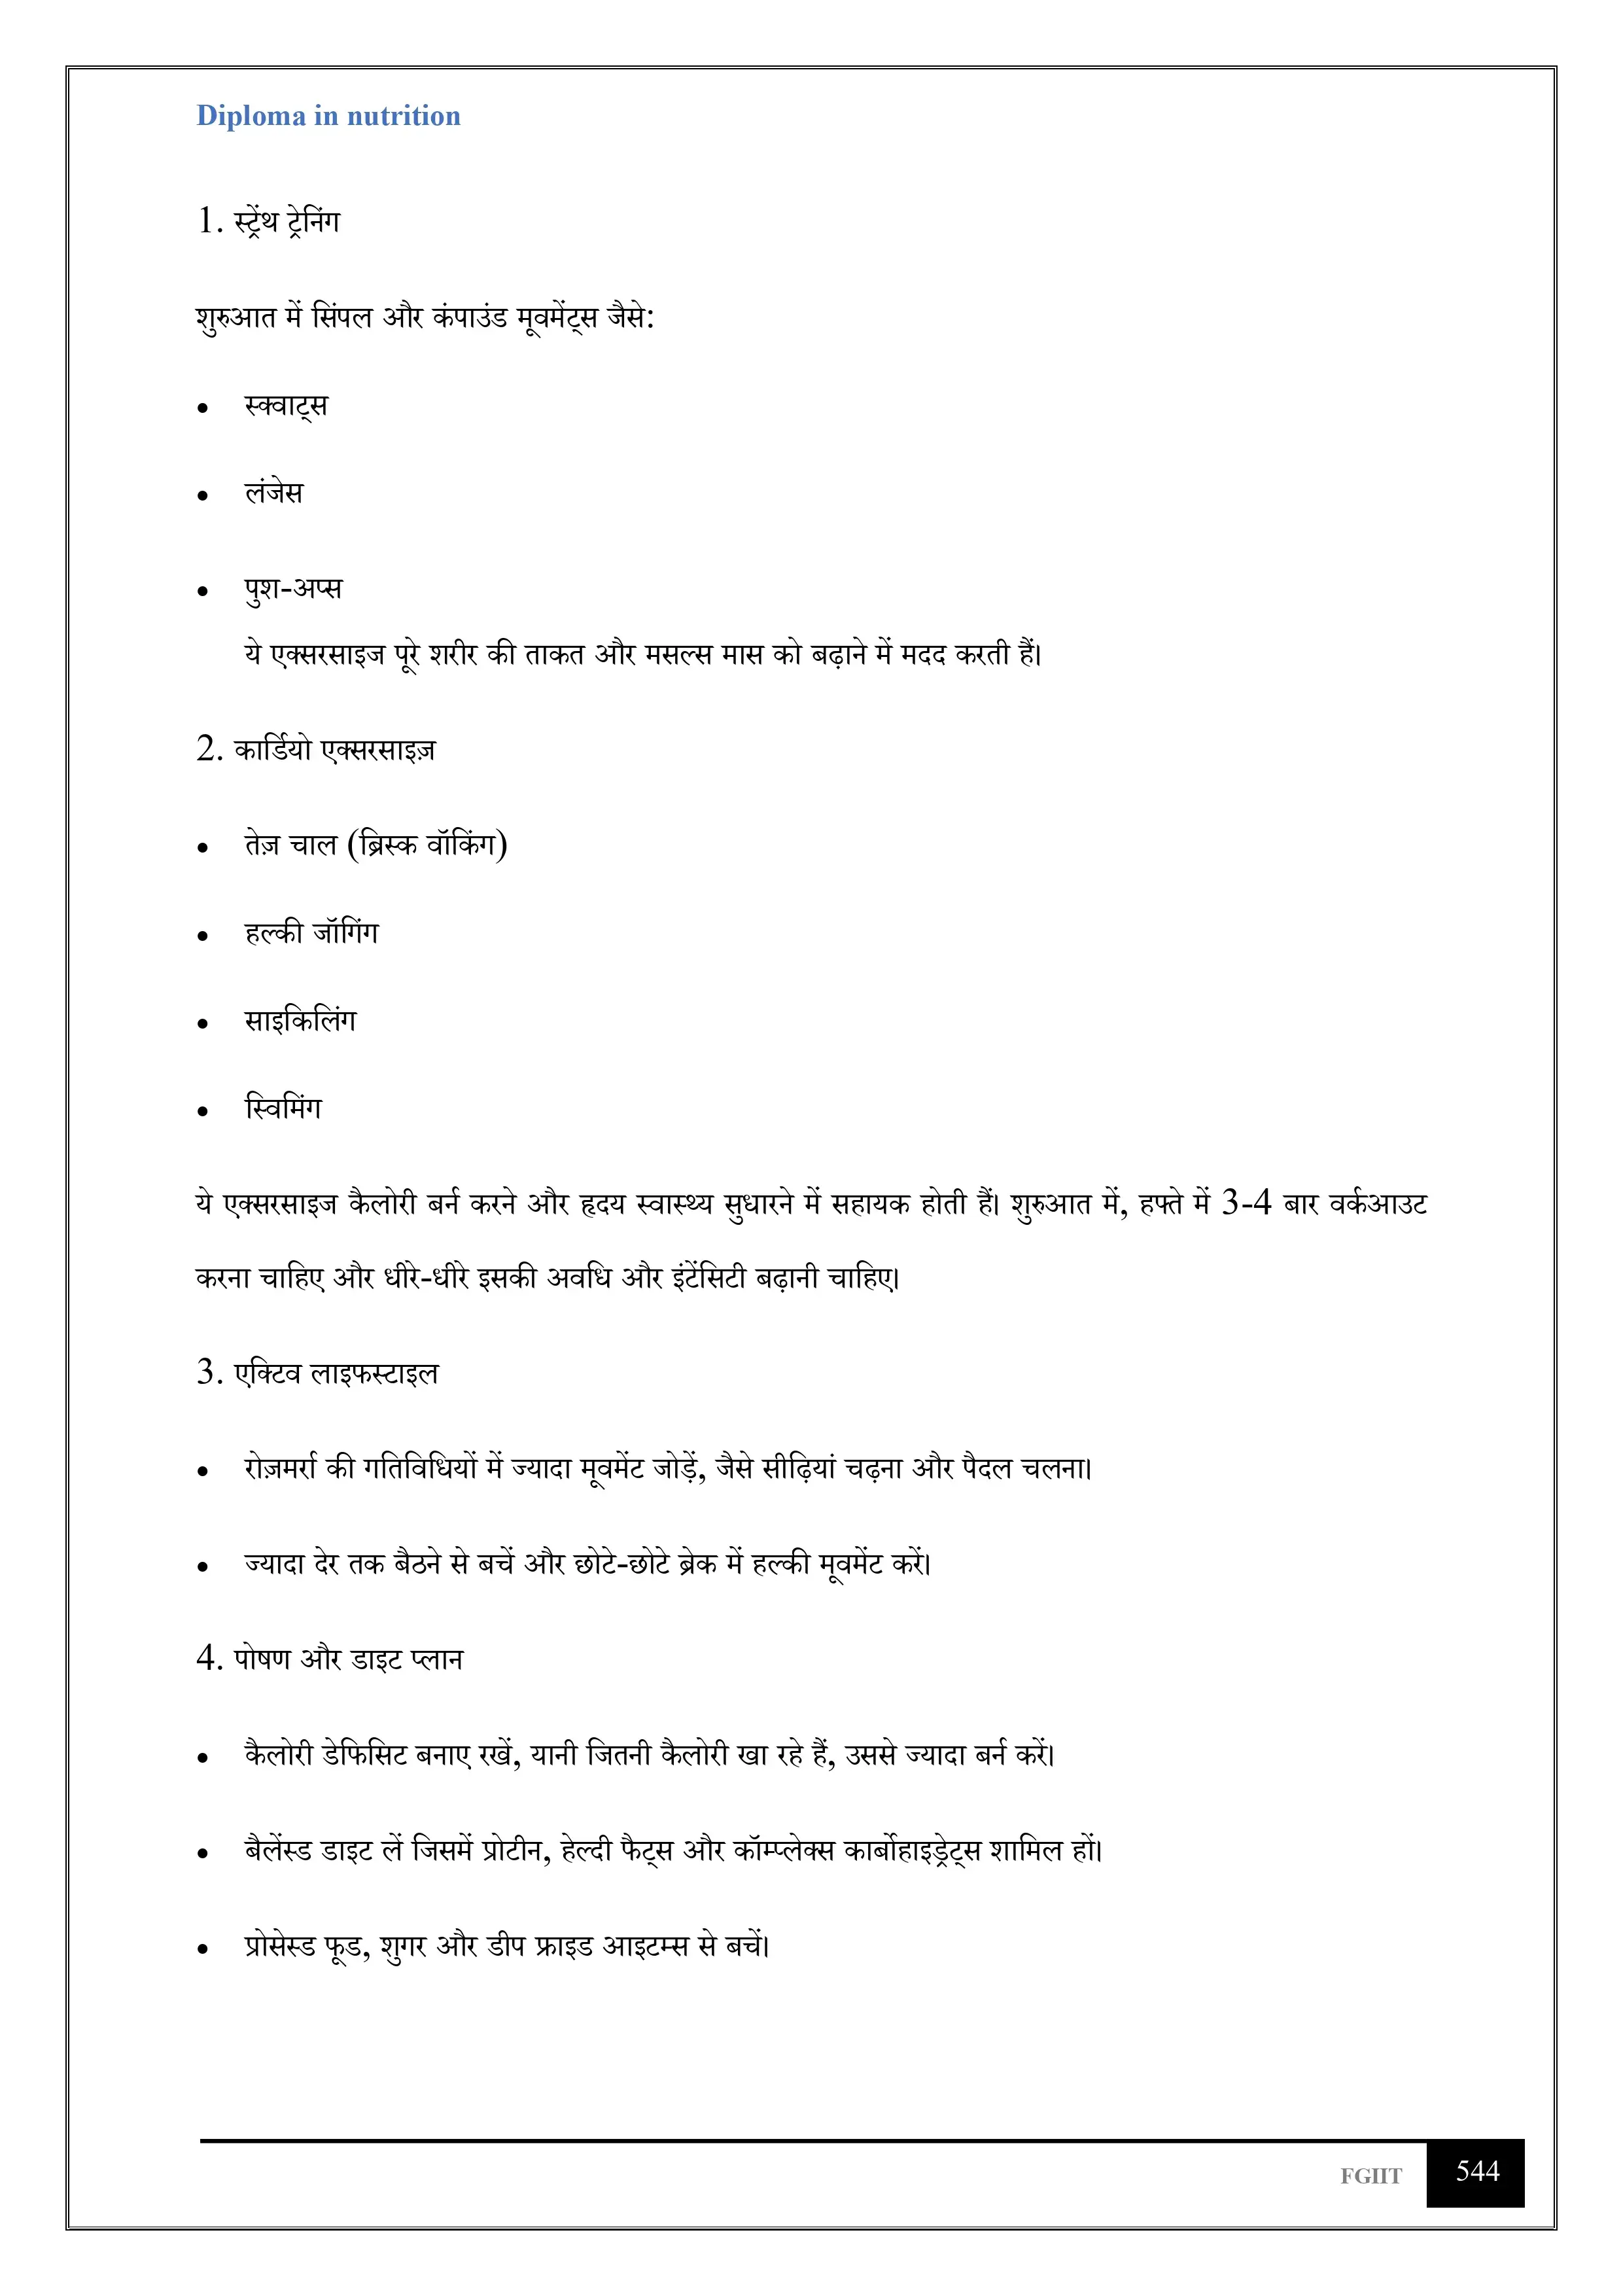 Diploma in nutrition
1. स्ट्रेंथ ट्रेनिंग
शुरुआत में सिंपल और कंपाउंड मूवमेंट्स जैसे:
• स्क्वाट्स
• लंजेस
• पुश-अप्स
ये एक्सरसाइज पूरे शरीर की ताकत और मसल्स मास को बढ़ाने में मदद करती हैं।
2. कार्डियो एक्सरसाइज़
• तेज़ चाल (ब्रिस्क वॉकिंग)
• हल्की जॉगिंग
• साइकिलिंग
• स्विमिंग
ये एक्सरसाइज कैलोरी बर्न करने और हृदय स्वास्थ्य सुधारने में सहायक होती हैं। शुरुआत में, हफ्ते में 3-4 बार वर्कआउट
करना चाहिए और धीरे-धीरे इसकी अवधि और इंटेंसिटी बढ़ानी चाहिए।
3. एक्टिव लाइफस्टाइल
• रोज़मर्रा की गतिविधियों में ज्यादा मूवमेंट जोड़ें, जैसे सीढ़ियां चढ़ना और पैदल चलना।
• ज्यादा देर तक बैठने से बचें और छोटे-छोटे ब्रेक में हल्की मूवमेंट करें।
4. पोषण और डाइट प्लान
• कैलोरी डेफिसिट बनाए रखें, यानी जितनी कैलोरी खा रहे हैं, उससे ज्यादा बर्न करें।
• बैलेंस्ड डाइट लें जिसमें प्रोटीन, हेल्दी फैट्स और कॉम्प्लेक्स कार्बोहाइड्रेट्स शामिल हों।
• प्रोसेस्ड फूड, शुगर और डीप फ्राइड आइटम्स से बचें।
FGIIT 544